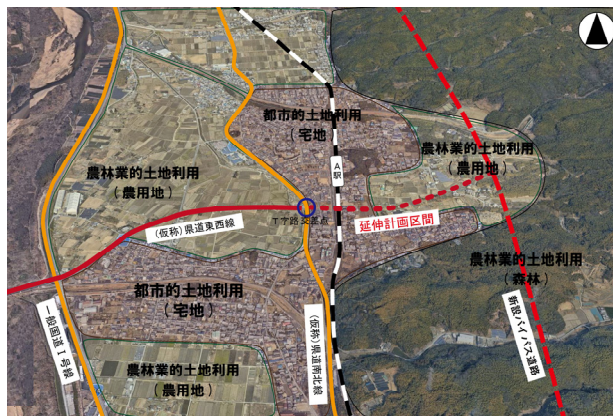 都市的土地利用
(宅地)
A駅
農林業的土地利用
(農用地)
農林業的土地利用
(農用地)
T字路交差点
延伸計画区間
(仮称)県道東西線
農林業的土地利用
(森林)
都市的土地利用
(宅地)
一般国道I号線
(仮称)県道南北線
新設バイパス道路
農林業的土地利用
(農用地)